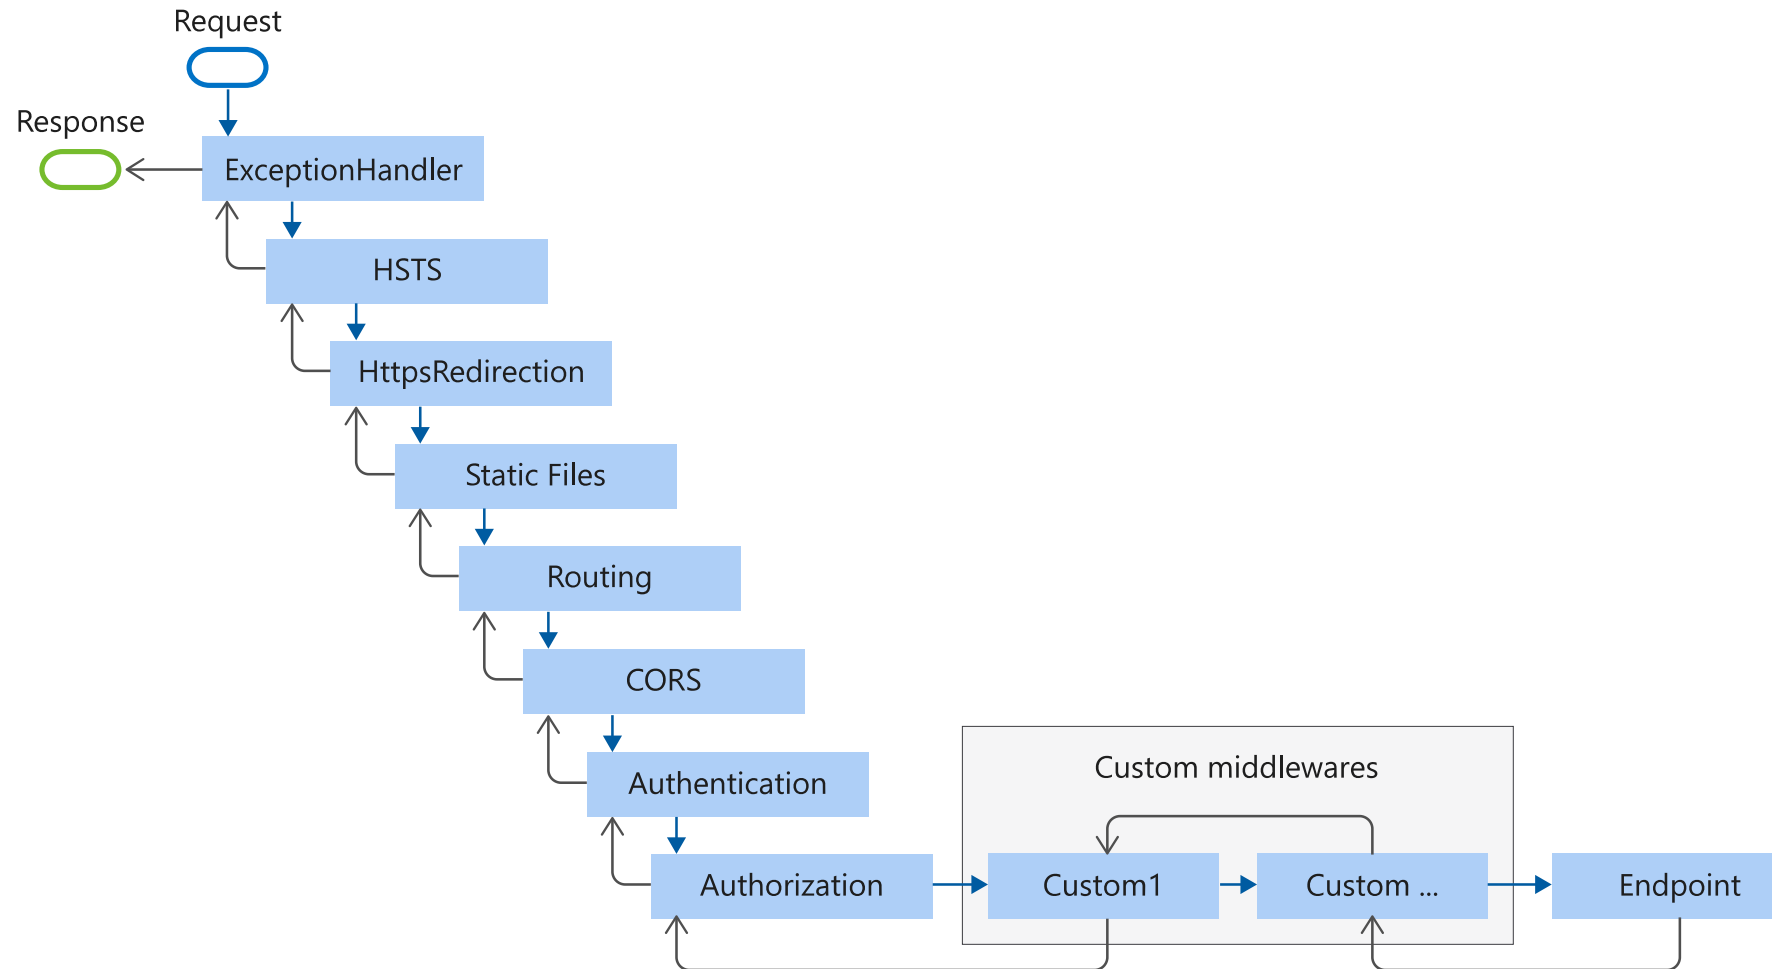 Request
Response
ExceptionHandler
HSTS
HttpsRedirection
Static Files
Routing
CORS
Authentication
Custom middlewares
Authorization
Custom1
Custom ...
Endpoint